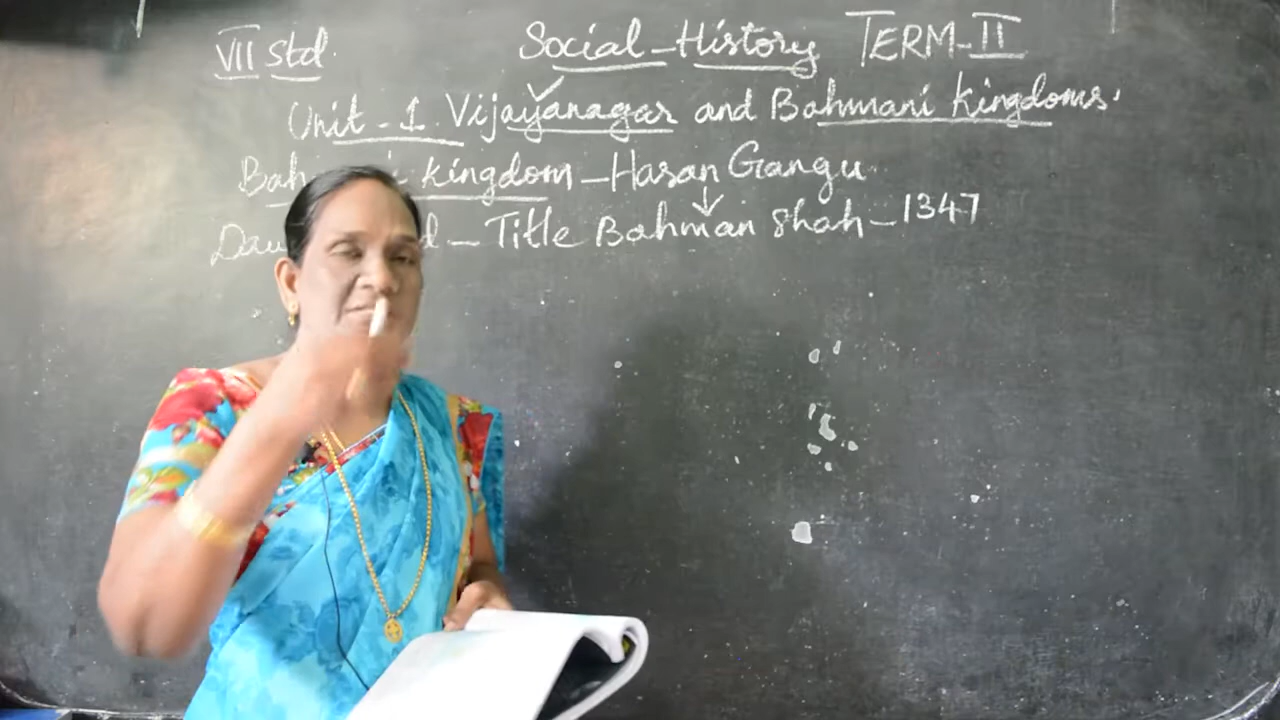 VII Std. Social-History TERM-II
Unit-1. Vijayanagar and Bahmani Kingdoms.
kingdom - Hasan Gangu
- Title Bahman Shah - 1347